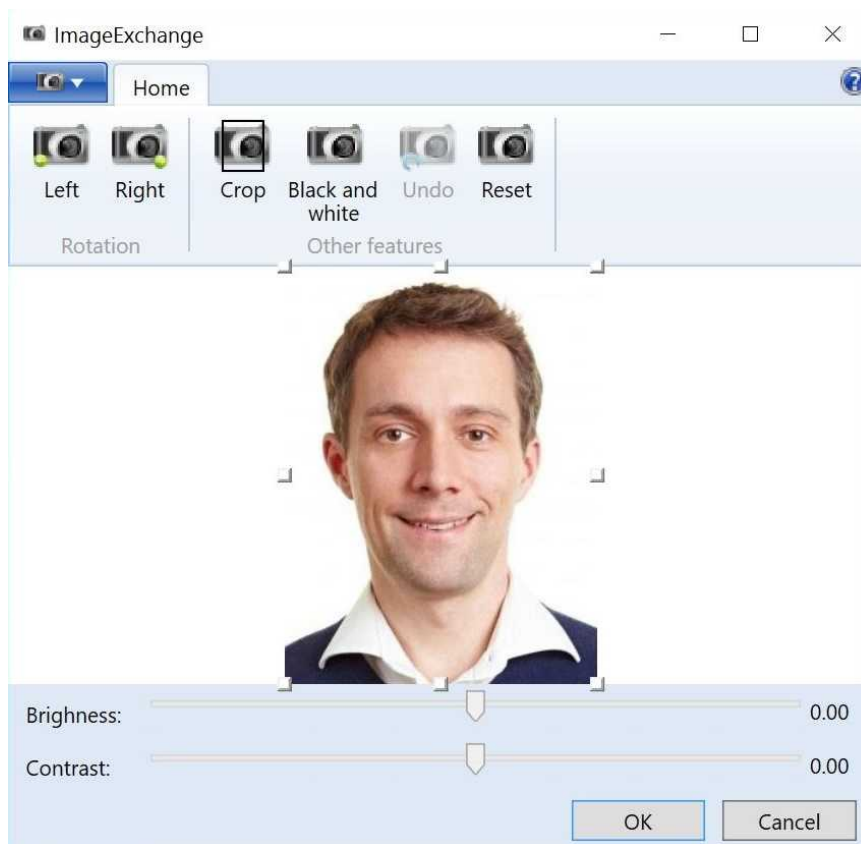 ImageExchange
Home
Left Right Crop Black and white Undo Reset
Rotation Other features
Brighness: 0.00
Contrast: 0.00
OK Cancel